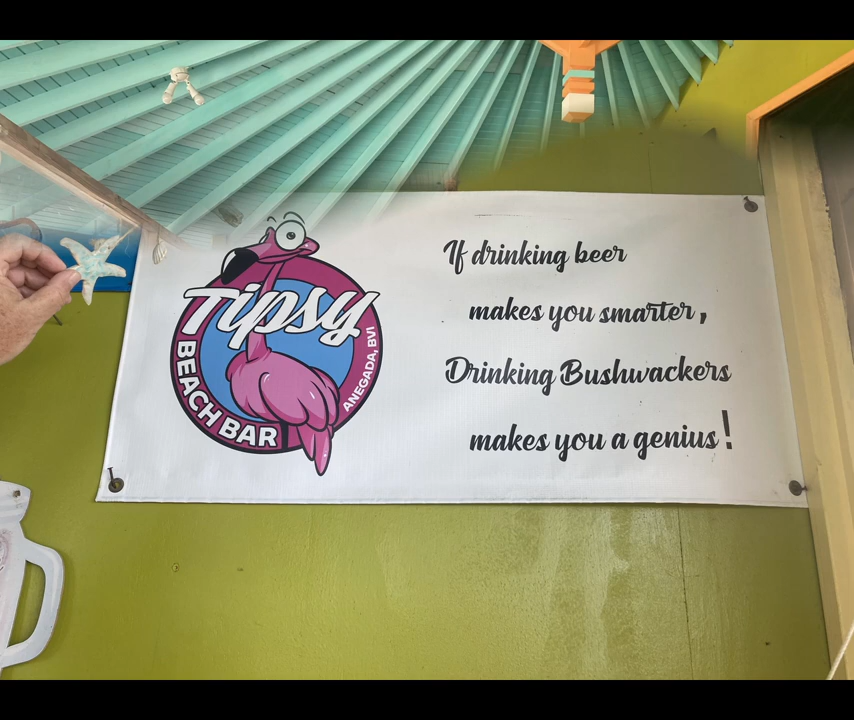 Tipsy
BEACH BAR
ANEGADA, BVI
If drinking beer
makes you smarter,
Drinking Bushwackers
makes you a genius!